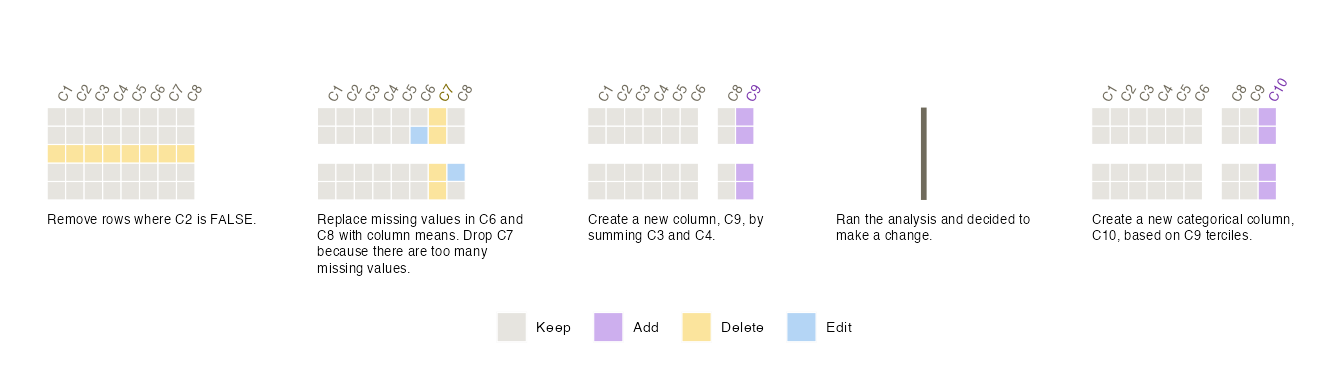 C1 C2 C3 C4 C5 C6 C7 C8
Remove rows where C2 is FALSE.
C1 C2 C3 C4 C5 C6 C7 C8
Replace missing values in C6 and
C8 with column means. Drop C7
because there are too many
missing values.
C1 C2 C3 C4 C5 C6 C8 C9
Create a new column, C9, by
summing C3 and C4.
Ran the analysis and decided to
make a change.
C1 C2 C3 C4 C5 C6 C8 C9 C10
Create a new categorical column,
C10, based on C9 terciles.
Keep Add Delete Edit